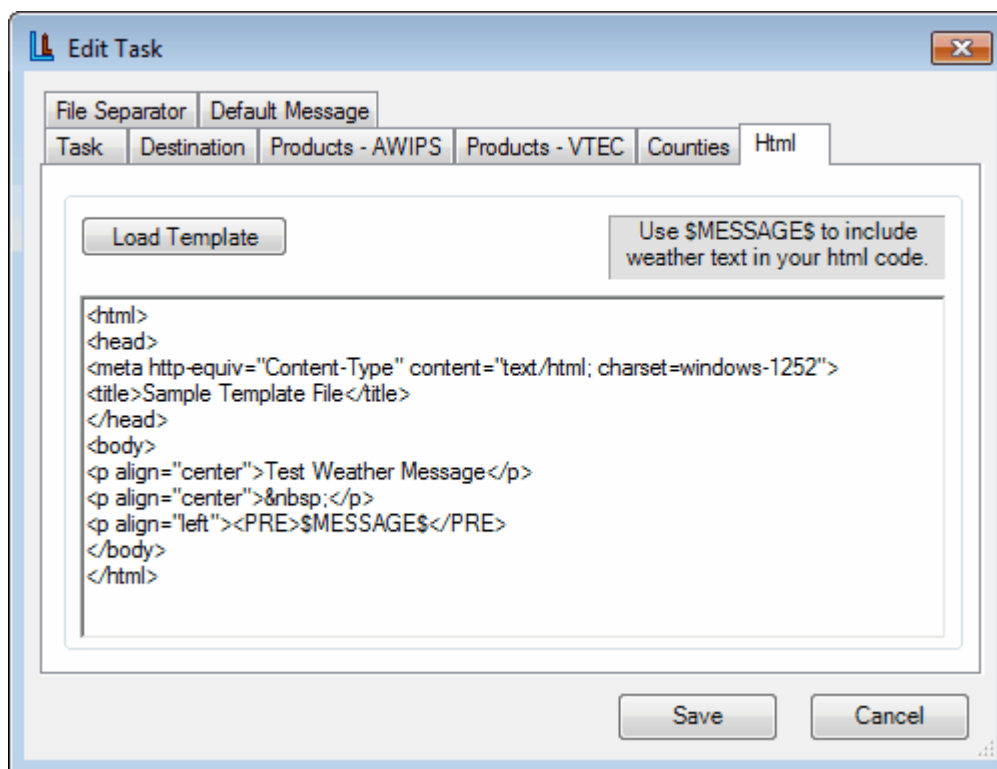 Edit Task
File Separator Default Message
Task Destination Products - AWIPS Products - VTEC Counties Html
Load Template
Use $MESSAGE$ to include
weather text in your html code.
<html>
<head>
<meta http-equiv="Content-Type" content="text/html; charset=windows-1252">
<title>Sample Template File</title>
</head>
<body>
<p align="center">Test Weather Message</p>
<p align="center">&nbsp;</p>
<p align="left"><PRE>$MESSAGE$</PRE>
</body>
</html>
Save Cancel